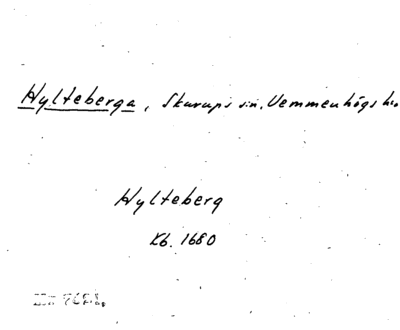 Hylteberga, Skurups sn, Vemmenhögs hd
Hylteberg
Kb. 1680